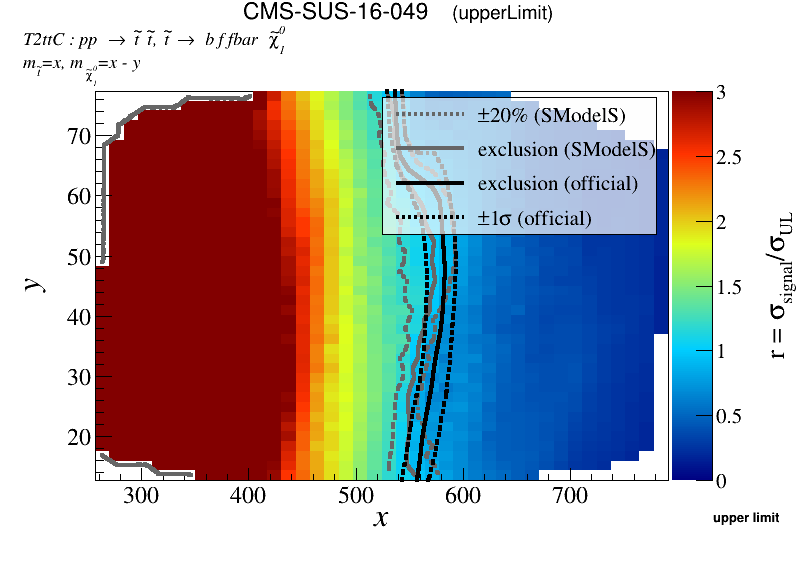 CMS-SUS-16-049 (upperLimit)
T2ttC : pp → t̃ t̃, t̃ → b f fbar χ̃⁰₁
m_t̃=x, m_χ̃⁰₁=x - y
±20% (SModelS)
exclusion (SModelS)
exclusion (official)
±1σ (official)
70
60
50
40
30
20
y
300 400 500 600 700
x
3
2.5
2
1.5
1
0.5
0
r = σ_signal/σ_UL
upper limit